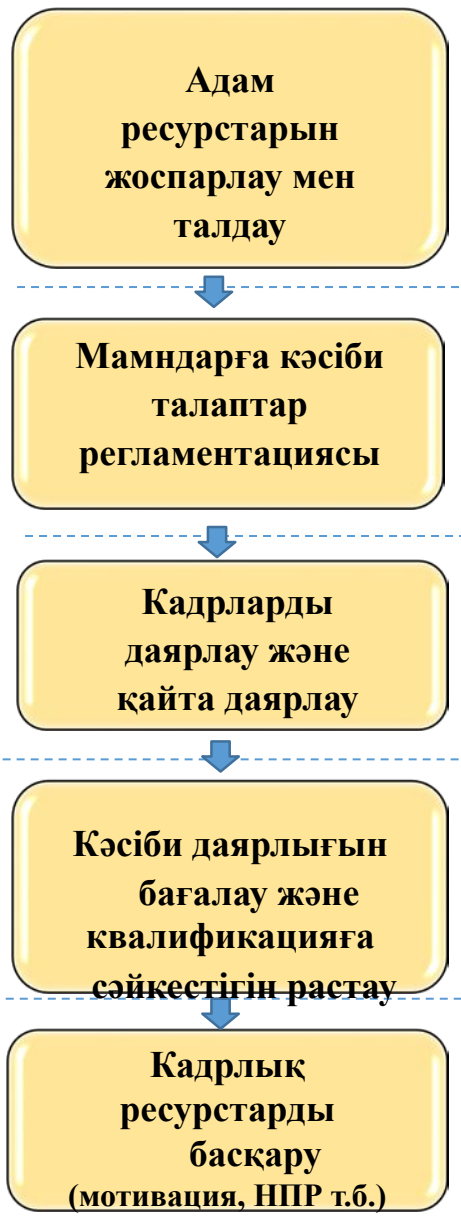 Адам
ресурстарын
жоспарлау мен
талдау
Мамндарға кәсіби
талаптар
регламентациясы
Кадрларды
даярлау және
қайта даярлау
Кәсіби даярлығын
бағалау және
квалификацияға
сәйкестігін растау
Кадрлық
ресурстарды
басқару
(мотивация, НПР т.б.)